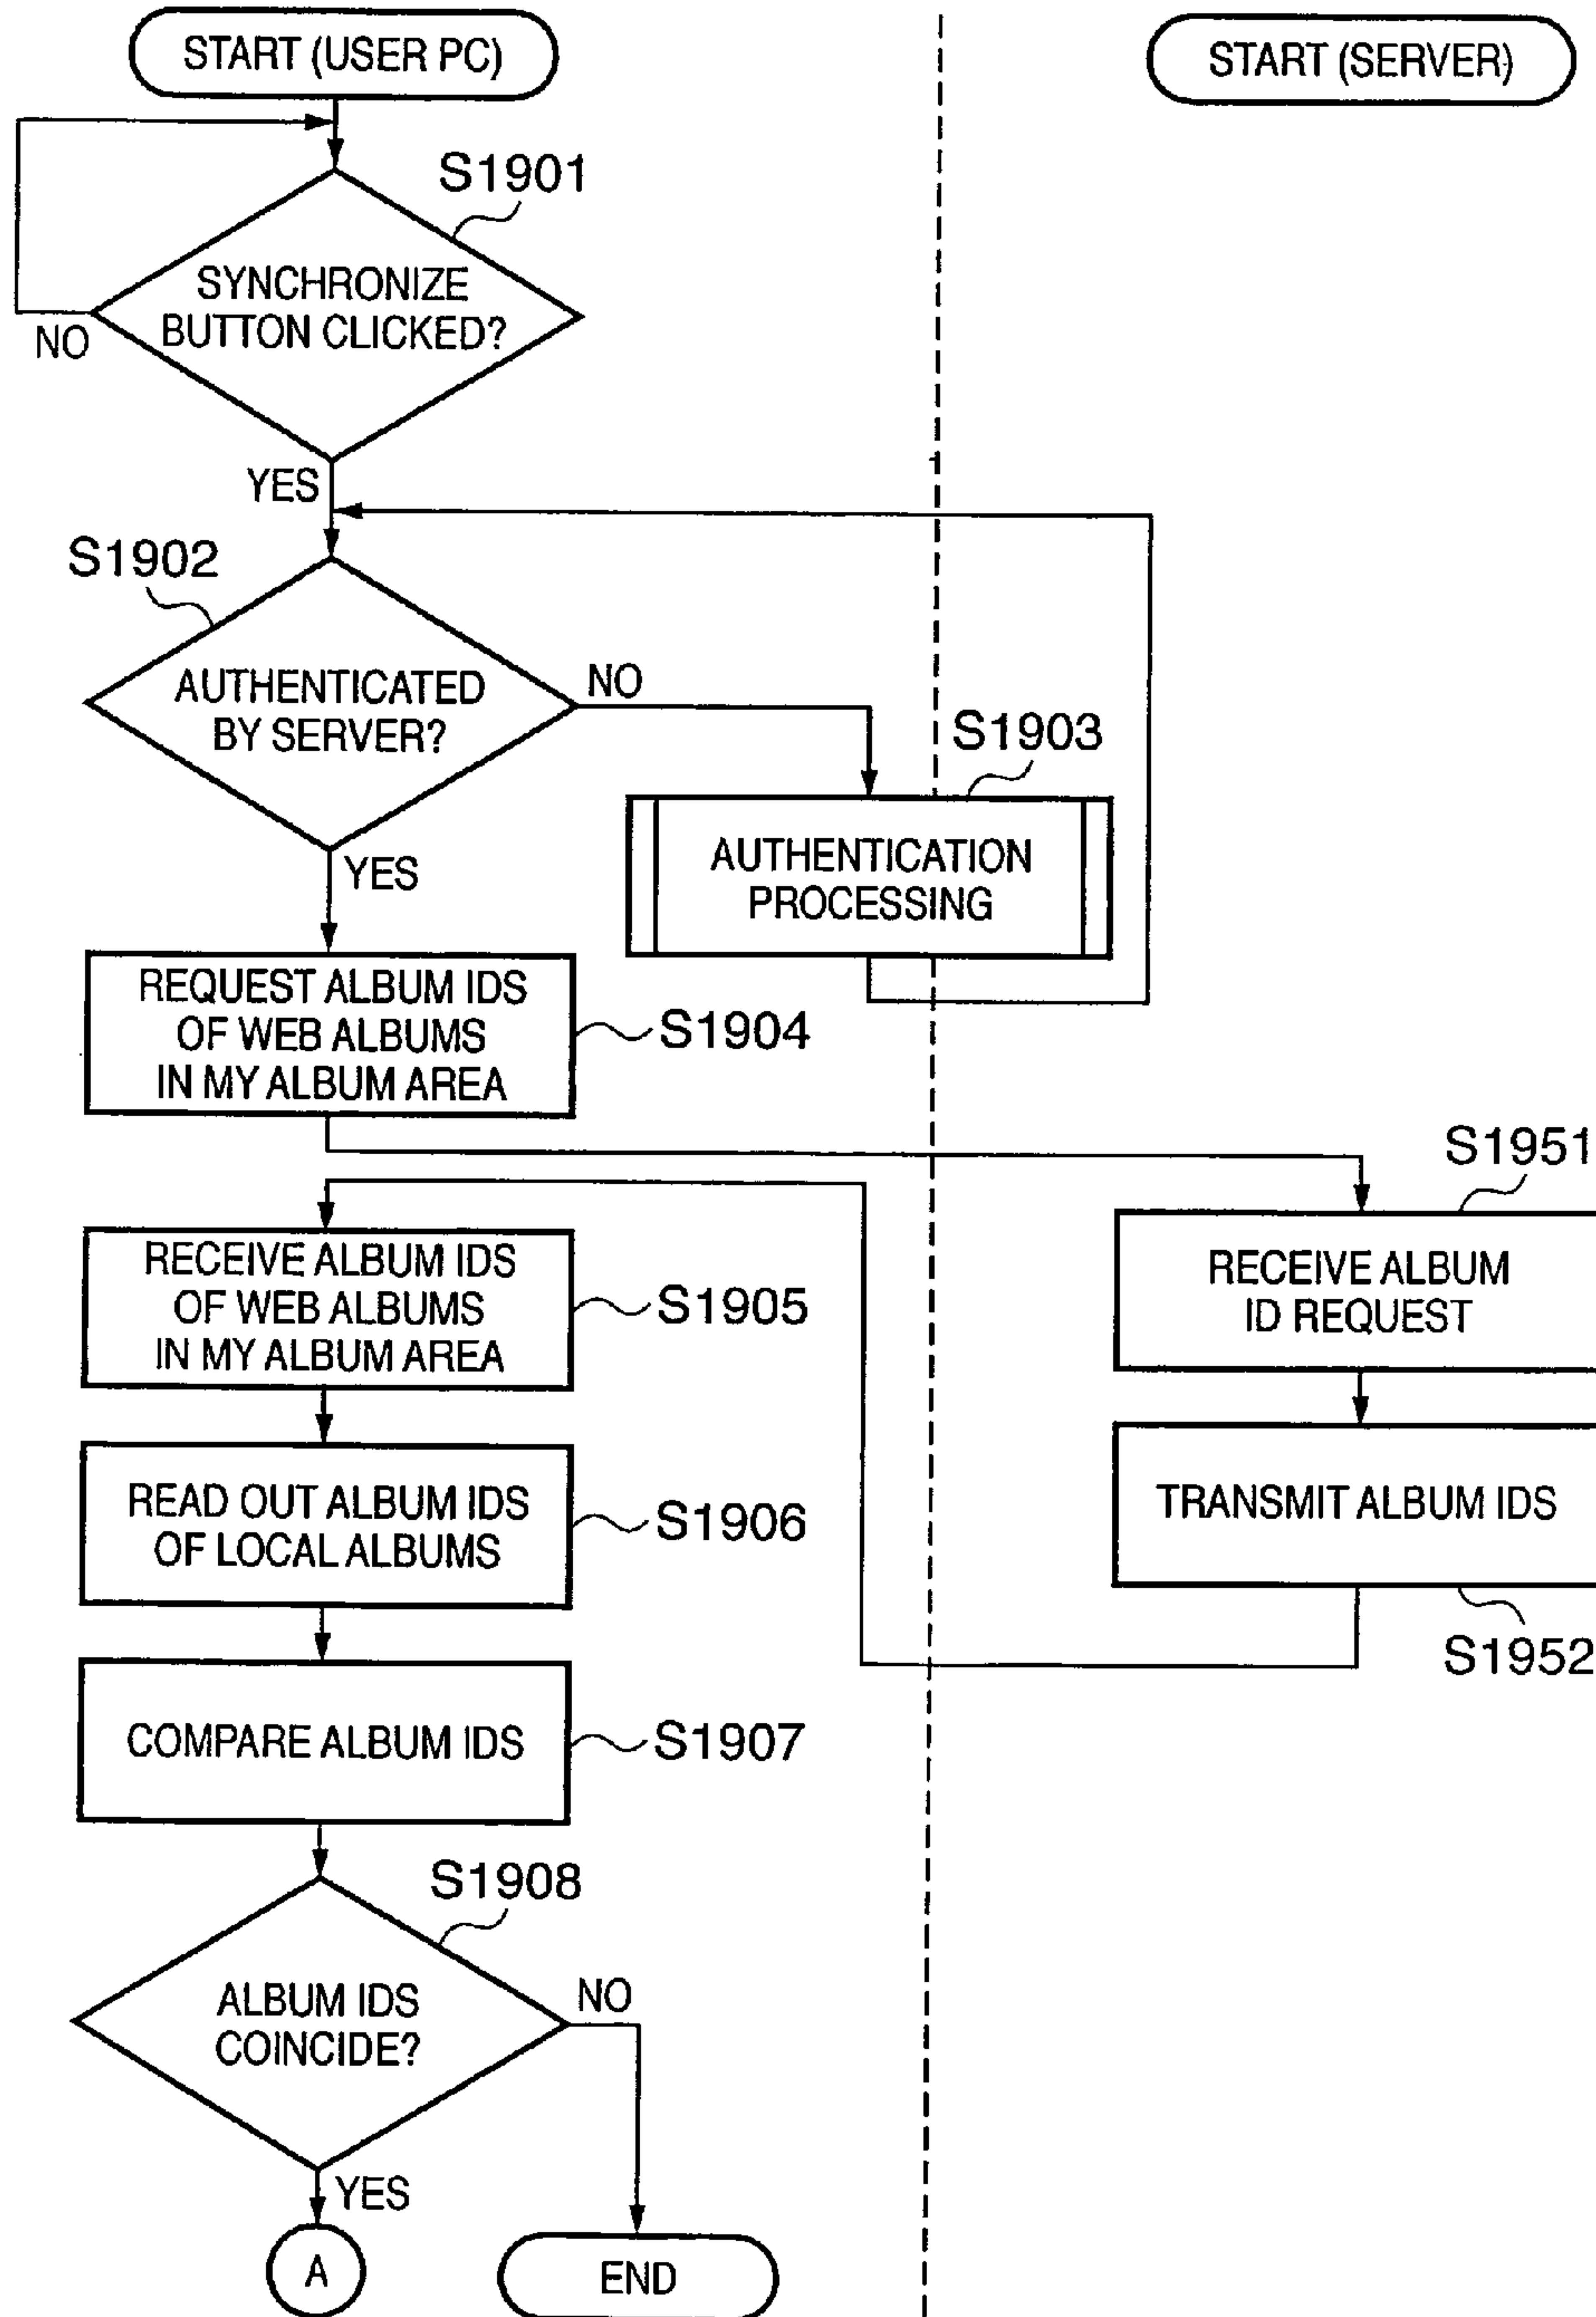 START (USER PC)
START (SERVER)
S1901
SYNCHRONIZE
BUTTON CLICKED?
NO
YES
S1902
AUTHENTICATED
BY SERVER?
NO
S1903
AUTHENTICATION
PROCESSING
YES
REQUEST ALBUM IDS
OF WEB ALBUMS
IN MY ALBUM AREA
S1904
S1951
RECEIVE ALBUM
ID REQUEST
RECEIVE ALBUM IDS
OF WEB ALBUMS
IN MY ALBUM AREA
S1905
TRANSMIT ALBUM IDS
S1952
READ OUT ALBUM IDS
OF LOCAL ALBUMS
S1906
COMPARE ALBUM IDS
S1907
S1908
ALBUM IDS
COINCIDE?
NO
YES
A
END